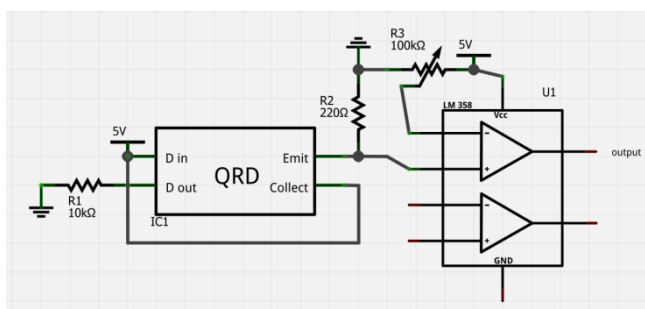 R3
100kΩ
5V
U1
R2
220Ω
LM 358
Vcc
5V
D in
Emit
QRD
D out
Collect
R1
10kΩ
IC1
-
+
output
-
+
GND